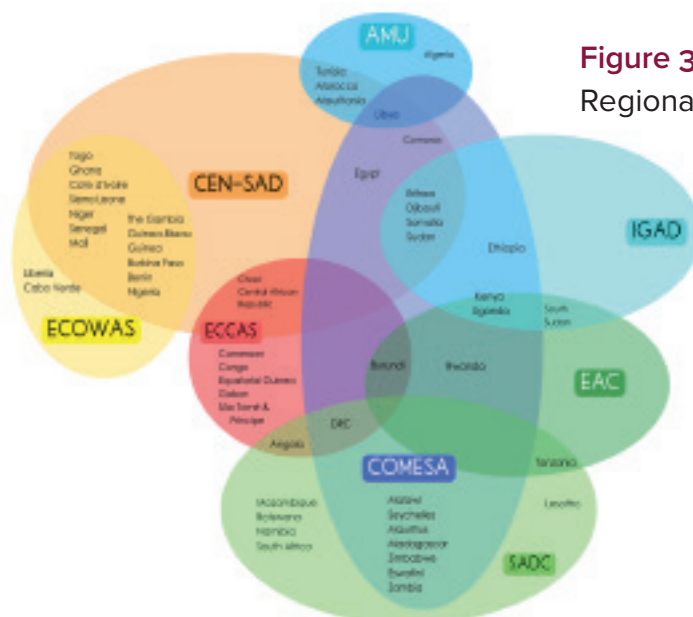 AMU
Algeria
Figure 3
Regiona
Tunisia
Morocco
Mauritania
Libya
Comoros
Togo
Ghana
Cote d'Ivoire
Sierra Leone
Niger
Senegal
Mali
CEN-SAD
Egypt
Eritrea
Djibouti
Somalia
Sudan
IGAD
The Gambia
Guinea Bissau
Guinea
Burkina Faso
Benin
Nigeria
Ethiopia
Liberia
Cabo Verde
Chad
Central African
Republic
Kenya
Uganda
South
Sudan
ECOWAS
ECCAS
Cameroon
Congo
Equatorial Guinea
Gabon
São Tomé &
Principe
Burundi
Rwanda
EAC
DRC
Angola
COMESA
Tanzania
Mozambique
Botswana
Namibia
South Africa
Malawi
Seychelles
Mauritius
Madagascar
Zimbabwe
Eswatini
Zambia
Lesotho
SADC